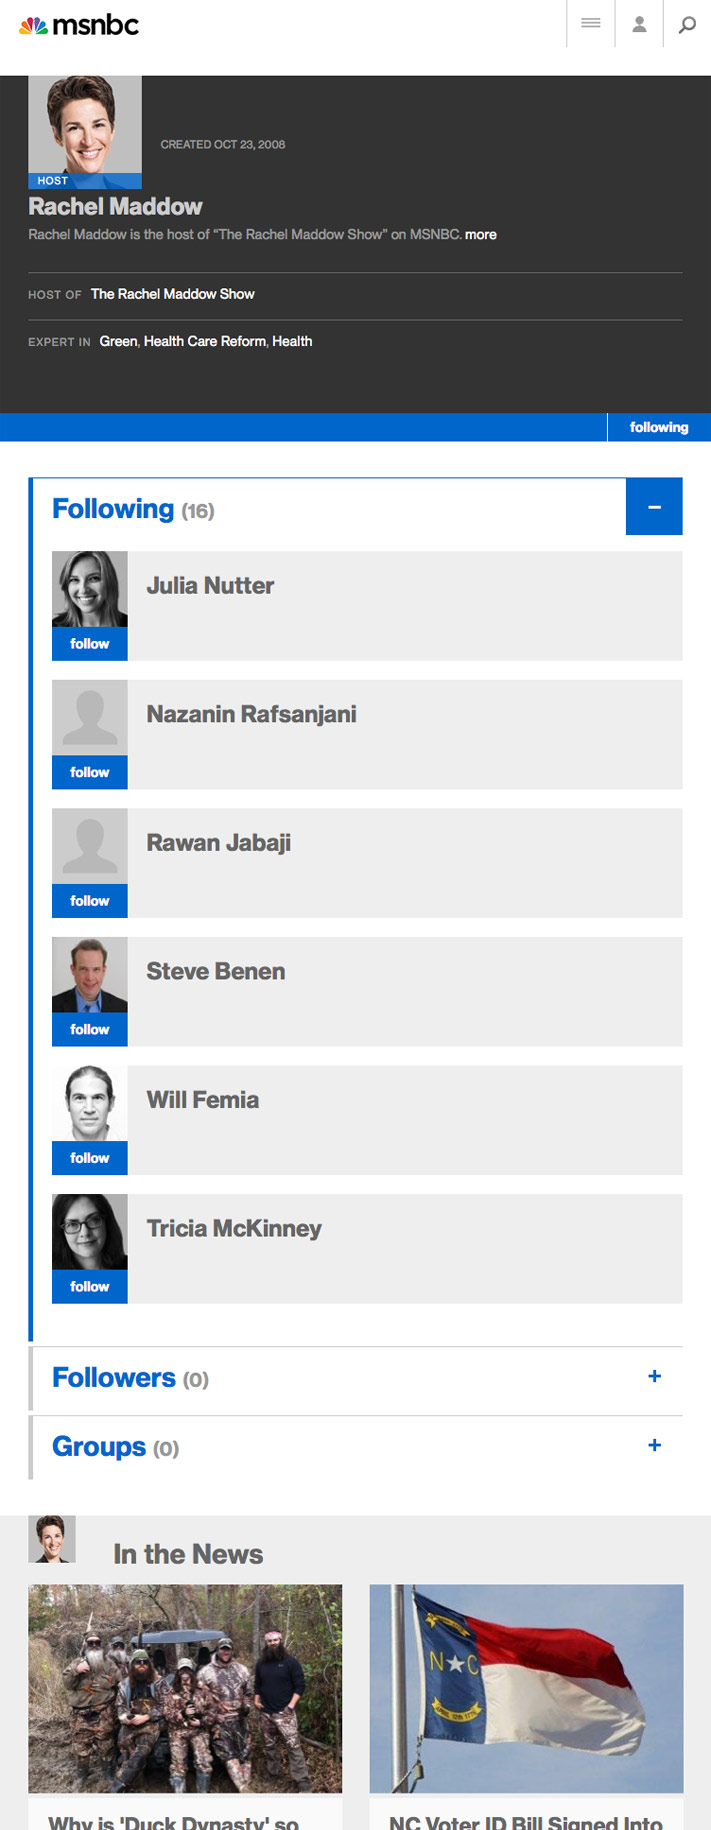 msnbc
CREATED OCT 23, 2008
HOST
Rachel Maddow
Rachel Maddow is the host of “The Rachel Maddow Show” on MSNBC. more
HOST OF The Rachel Maddow Show
EXPERT IN Green, Health Care Reform, Health
following
Following (16)
Julia Nutter
follow
Nazanin Rafsanjani
follow
Rawan Jabaji
follow
Steve Benen
follow
Will Femia
follow
Tricia McKinney
follow
Followers (0)
Groups (0)
In the News
N C
APRIL 12TH 1776
Why is 'Duck Dynasty' so
NC Voter ID Bill Signed Into